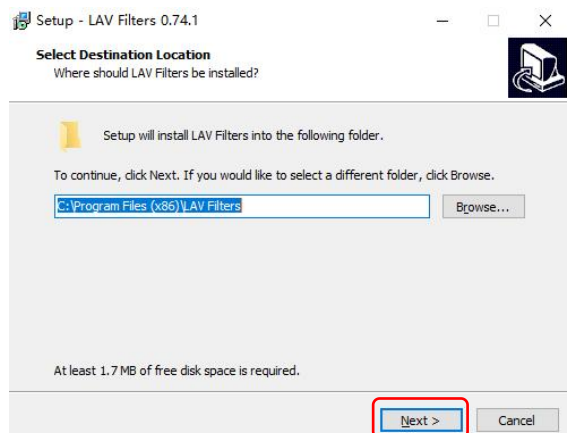 Setup - LAV Filters 0.74.1
Select Destination Location
Where should LAV Filters be installed?
Setup will install LAV Filters into the following folder.
To continue, click Next. If you would like to select a different folder, click Browse.
C:\Program Files (x86)\LAV Filters
Browse...
At least 1.7 MB of free disk space is required.
Next >
Cancel